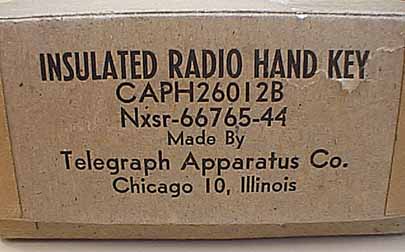 INSULATED RADIO HAND KEY
CAPH26012B
Nxsr-66765-44
Made By
Telegraph Apparatus Co.
Chicago 10, Illinois